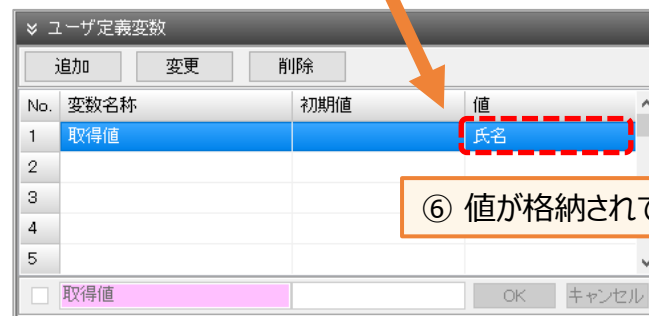 ユーザ定義変数
追加 変更 削除
No. 変数名称 初期値 値
1 取得値 氏名
2
3
⑥ 値が格納されて
4
5
取得値 OK キャンセル